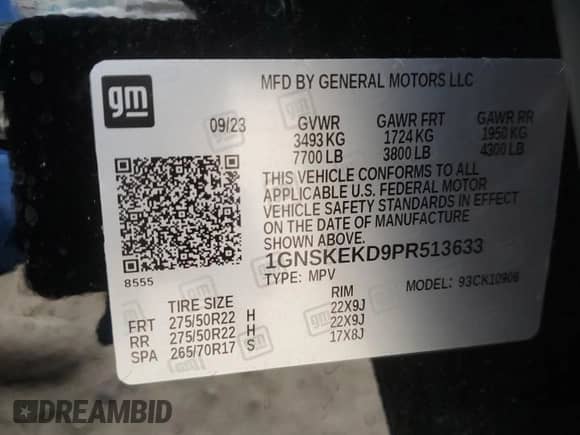 gm
MFD BY GENERAL MOTORS LLC
09/23 GVWR GAWR FRT GAWR RR
3493 KG 1724 KG 1950 KG
7700 LB 3800 LB 4300 LB
THIS VEHICLE CONFORMS TO ALL
APPLICABLE U.S. FEDERAL MOTOR
VEHICLE SAFETY STANDARDS IN EFFECT
ON THE DATE OF MANUFACTURE
SHOWN ABOVE.
1GNSKEKD9PR513633
8555
TYPE: MPV MODEL: 93CK10906
TIRE SIZE RIM
FRT 275/50R22 H 22X9J
RR 275/50R22 H 22X9J
SPA 265/70R17 S 17X8J
DREAMBID